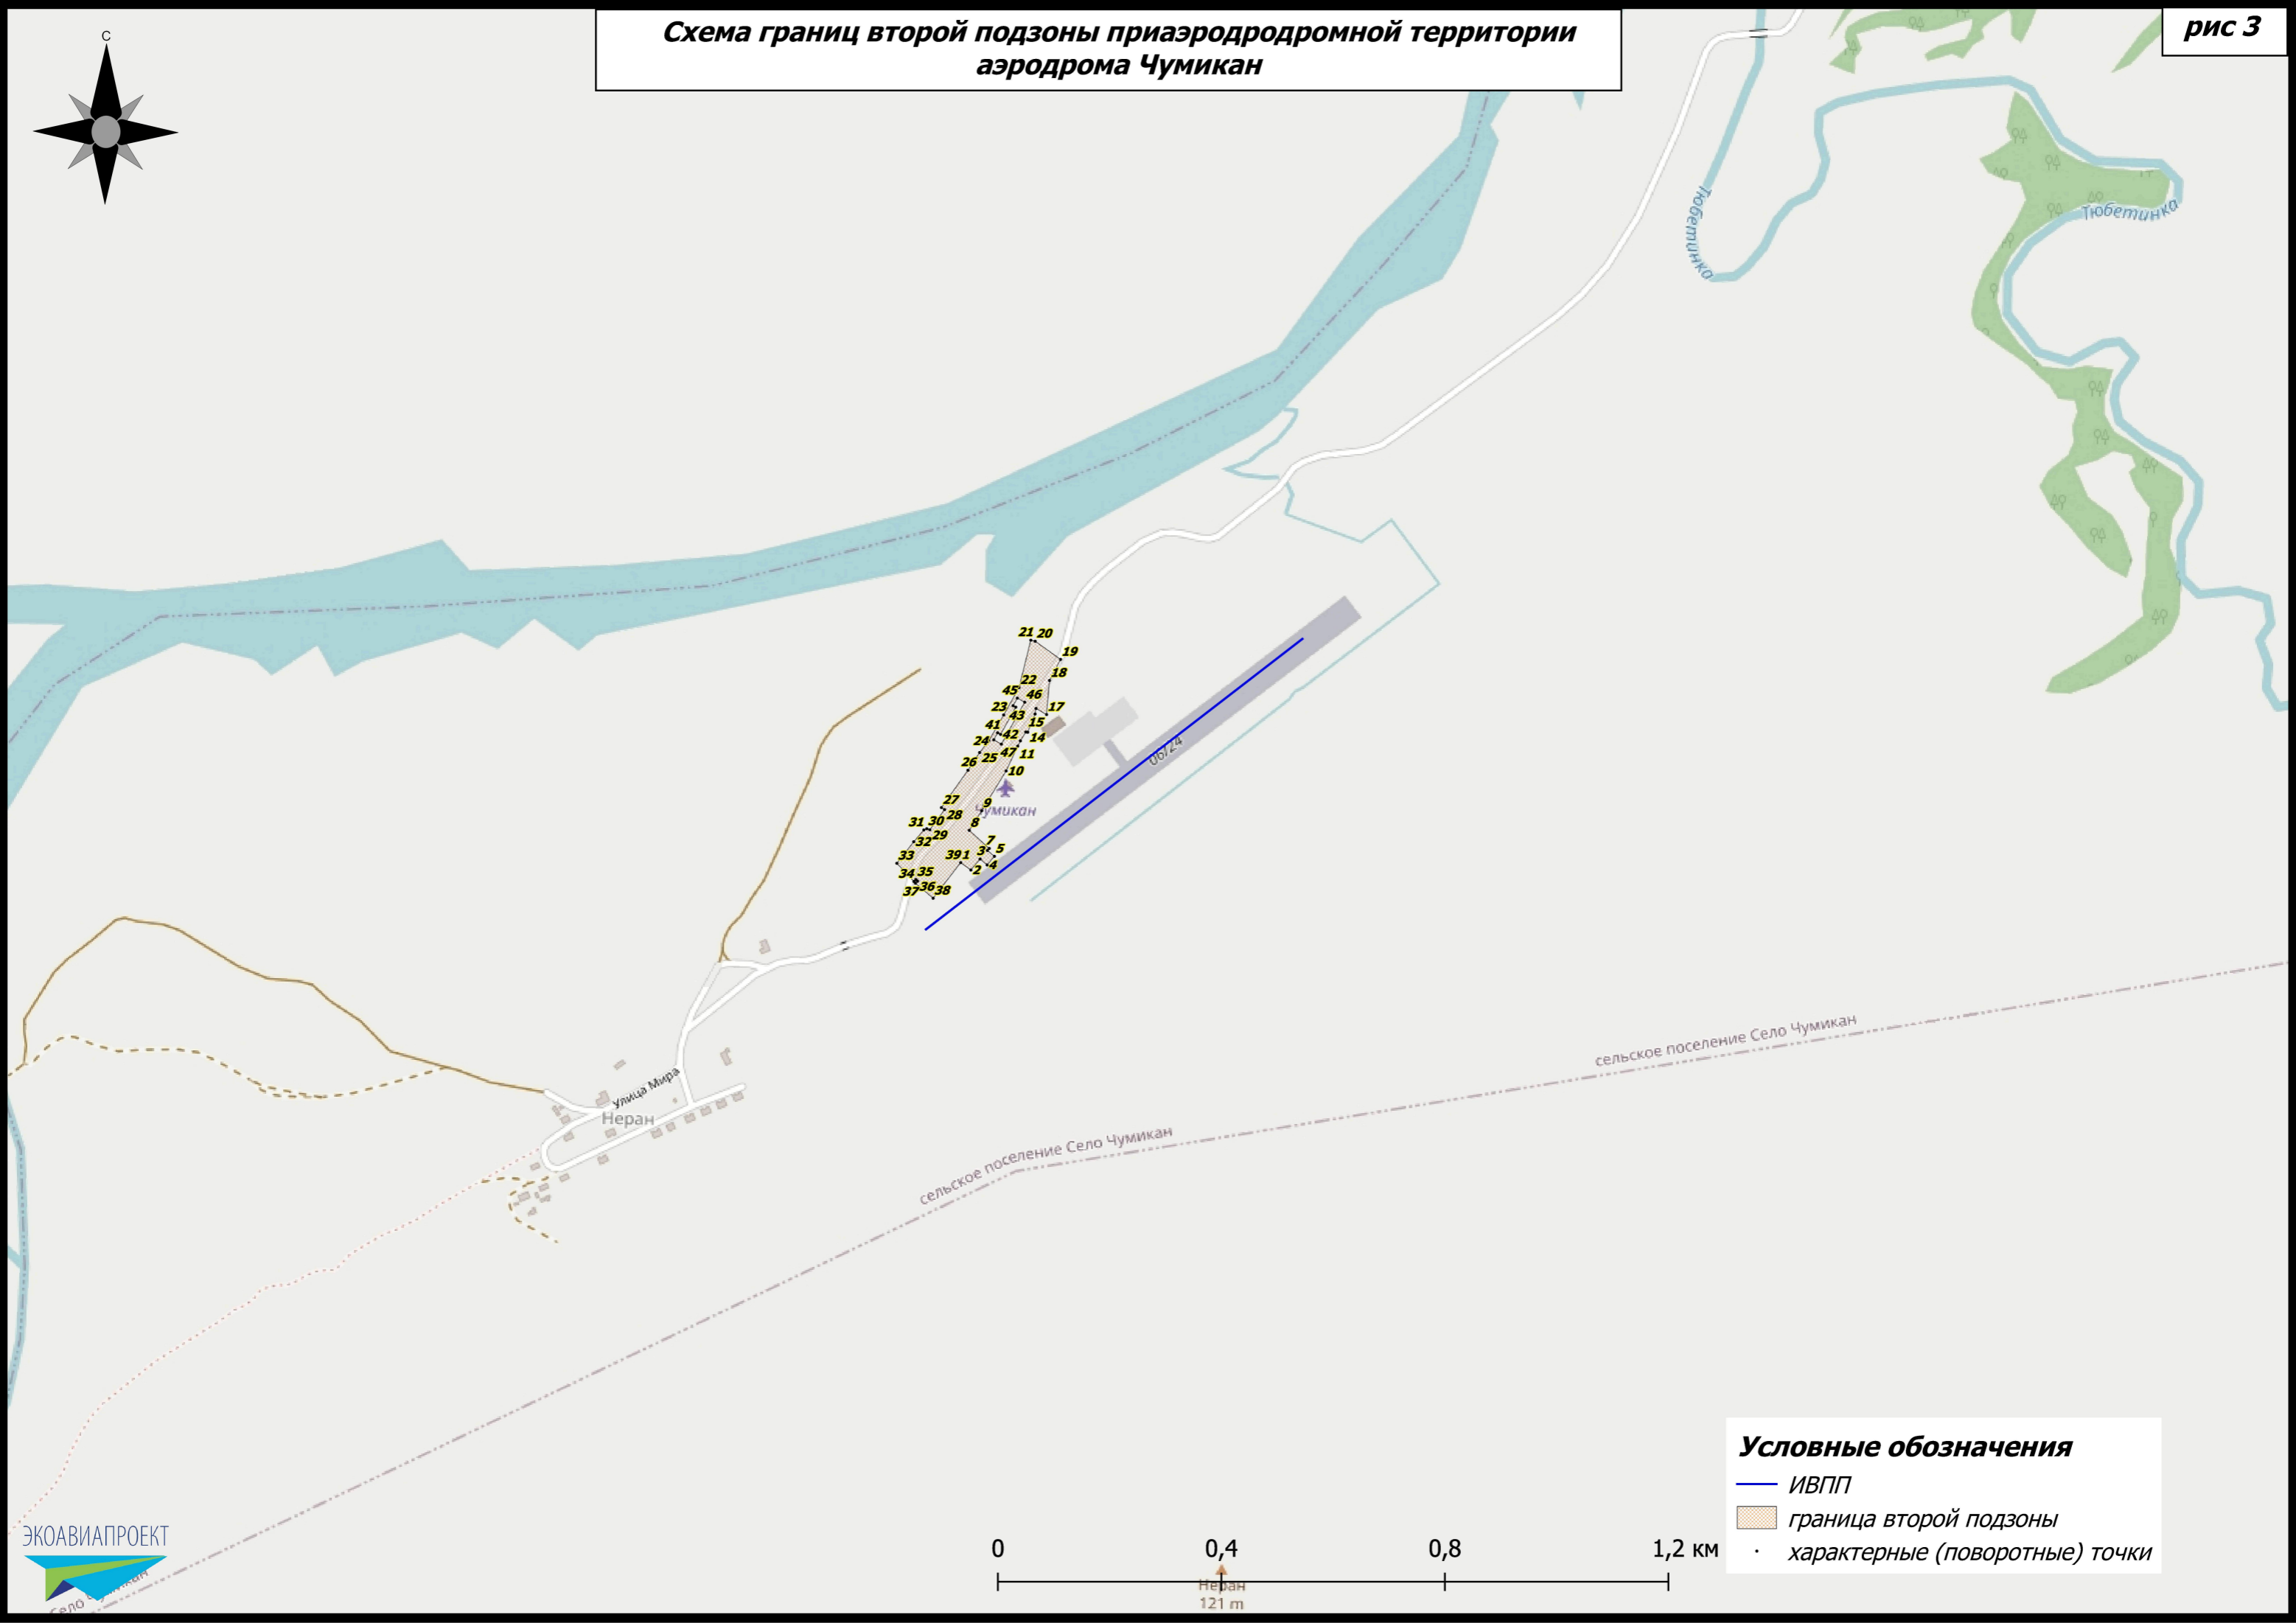 Схема границ второй подзоны приаэродродромной территории
аэродрома Чумикан
рис 3
С
Тюбетинка
Тюбетинка
21 20
19
18
22
45
46
23
17
43
41
15
42
14
24
47
11
25
26
10
27
9
28
Чумикан
31 30
8
29
32
7
5
33
39 1
3
4
2
34 35
36
37 38
06/24
сельское поселение Село Чумикан
сельское поселение Село Чумикан
Улица Мира
Неран
Условные обозначения
ИВПП
граница второй подзоны
характерные (поворотные) точки
ЭКОАВИАПРОЕКТ
Село Чумикан
0 0,4 0,8 1,2 км
Неран
121 m